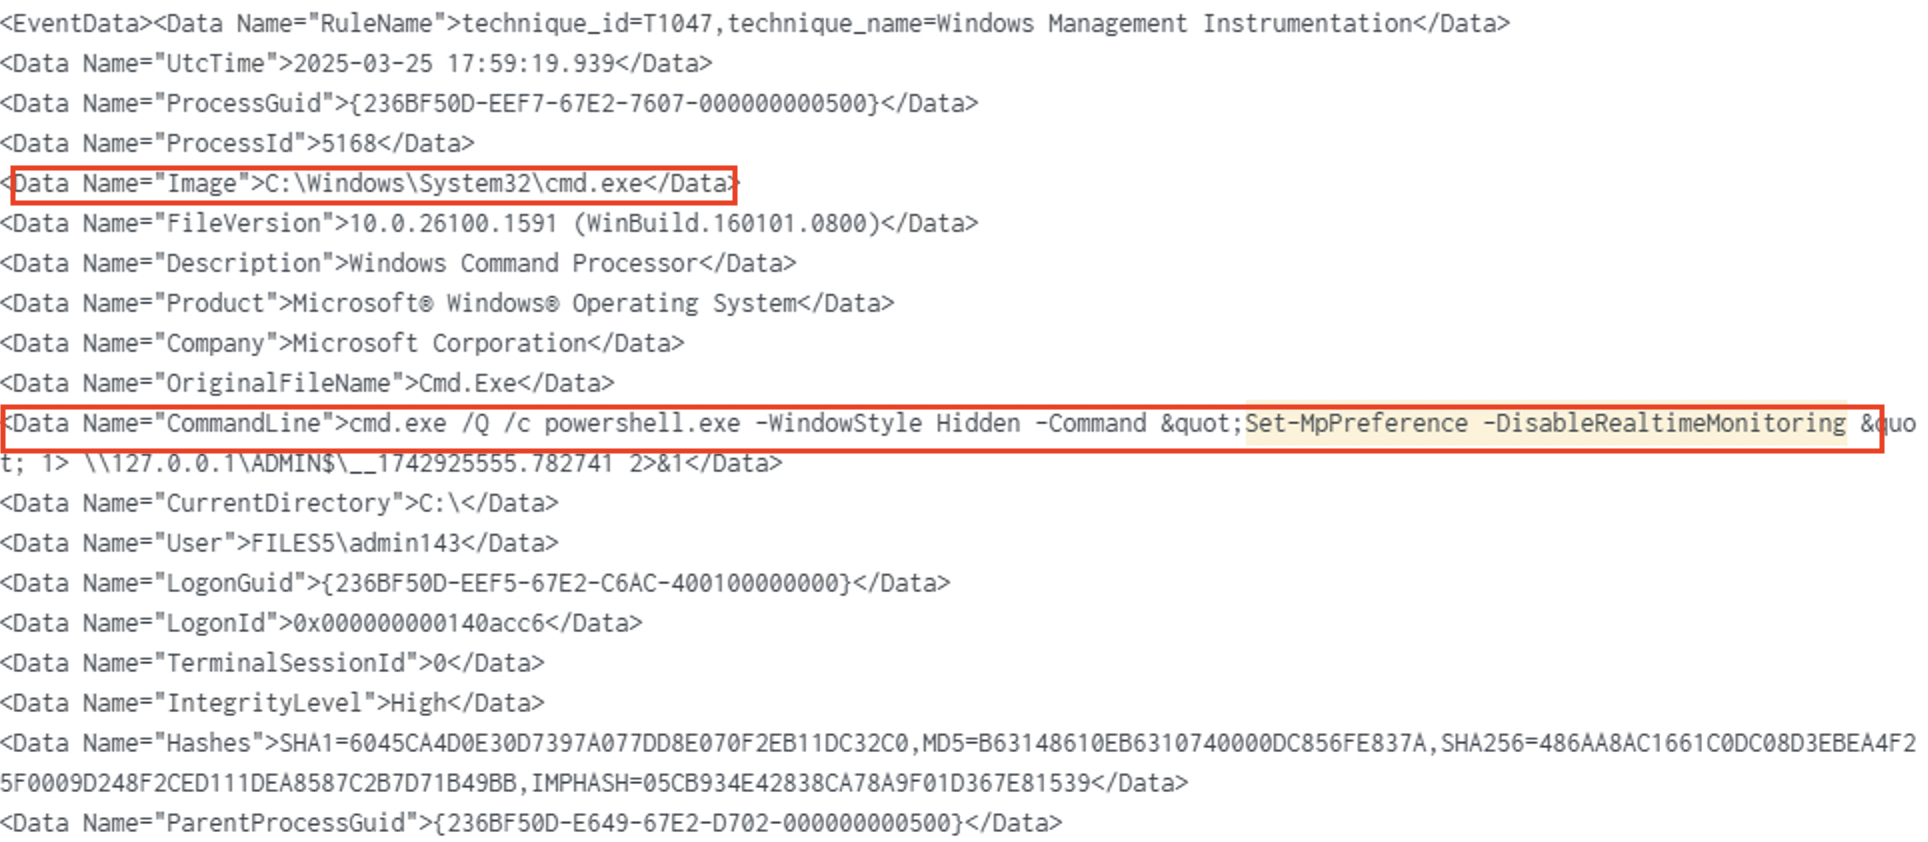 <EventData><Data Name="RuleName">technique_id=T1047,technique_name=Windows Management Instrumentation</Data>
<Data Name="UtcTime">2025-03-25 17:59:19.939</Data>
<Data Name="ProcessGuid">{236BF50D-EEF7-67E2-7607-000000000500}</Data>
<Data Name="ProcessId">5168</Data>
<Data Name="Image">C:\Windows\System32\cmd.exe</Data>
<Data Name="FileVersion">10.0.26100.1591 (WinBuild.160101.0800)</Data>
<Data Name="Description">Windows Command Processor</Data>
<Data Name="Product">Microsoft® Windows® Operating System</Data>
<Data Name="Company">Microsoft Corporation</Data>
<Data Name="OriginalFileName">Cmd.Exe</Data>
<Data Name="CommandLine">cmd.exe /Q /c powershell.exe -WindowStyle Hidden -Command &quot;Set-MpPreference -DisableRealtimeMonitoring &quo
t; 1> \\127.0.0.1\ADMIN$\__1742925555.782741 2>&1</Data>
<Data Name="CurrentDirectory">C:\</Data>
<Data Name="User">FILES5\admin143</Data>
<Data Name="LogonGuid">{236BF50D-EEF5-67E2-C6AC-400100000000}</Data>
<Data Name="LogonId">0x000000000140acc6</Data>
<Data Name="TerminalSessionId">0</Data>
<Data Name="IntegrityLevel">High</Data>
<Data Name="Hashes">SHA1=6045CA4D0E30D7397A077DD8E070F2EB11DC32C0,MD5=B63148610EB6310740000DC856FE837A,SHA256=486AA8AC1661C0DC08D3EBEA4F2
5F0009D248F2CED111DEA8587C2B7D71B49BB,IMPHASH=05CB934E42838CA78A9F01D367E81539</Data>
<Data Name="ParentProcessGuid">{236BF50D-E649-67E2-D702-000000000500}</Data>